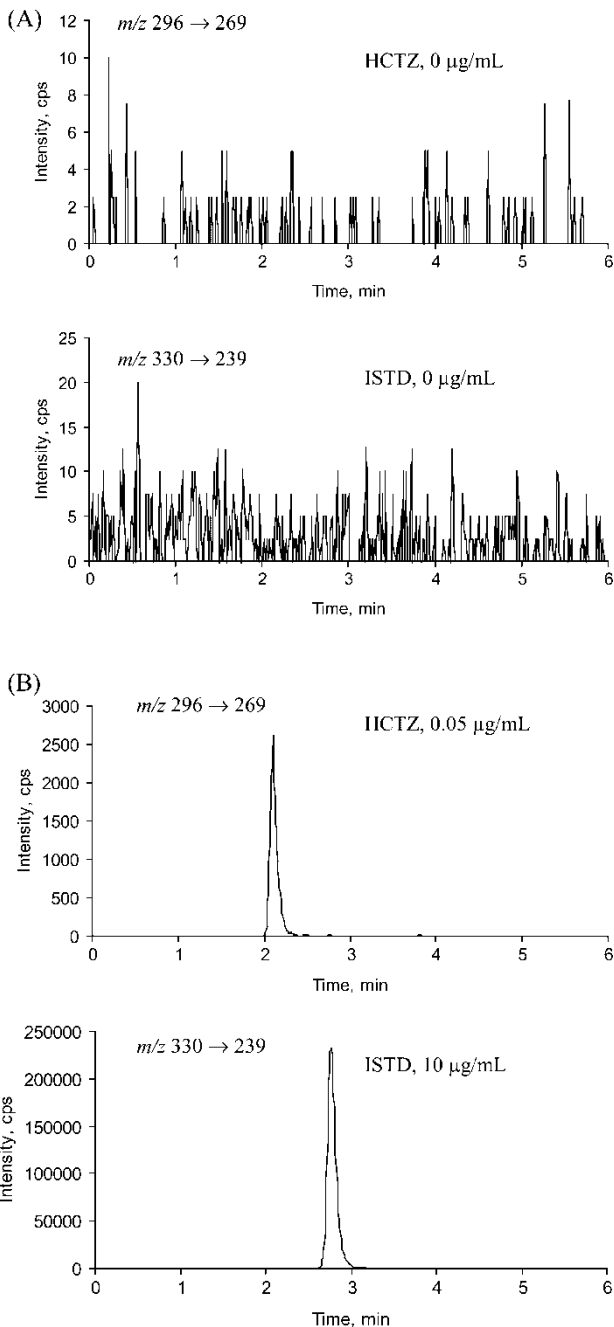 (A)
m/z 296 → 269
HCTZ, 0 µg/mL
Intensity, cps
12
10
8
6
4
2
0
0 1 2 3 4 5 6
Time, min
m/z 330 → 239
ISTD, 0 µg/mL
Intensity, cps
25
20
15
10
5
0
0 1 2 3 4 5 6
Time, min
(B)
m/z 296 → 269
HCTZ, 0.05 µg/mL
Intensity, cps
3000
2500
2000
1500
1000
500
0
0 1 2 3 4 5 6
Time, min
m/z 330 → 239
ISTD, 10 µg/mL
Intensity, cps
250000
200000
150000
100000
50000
0
0 1 2 3 4 5 6
Time, min